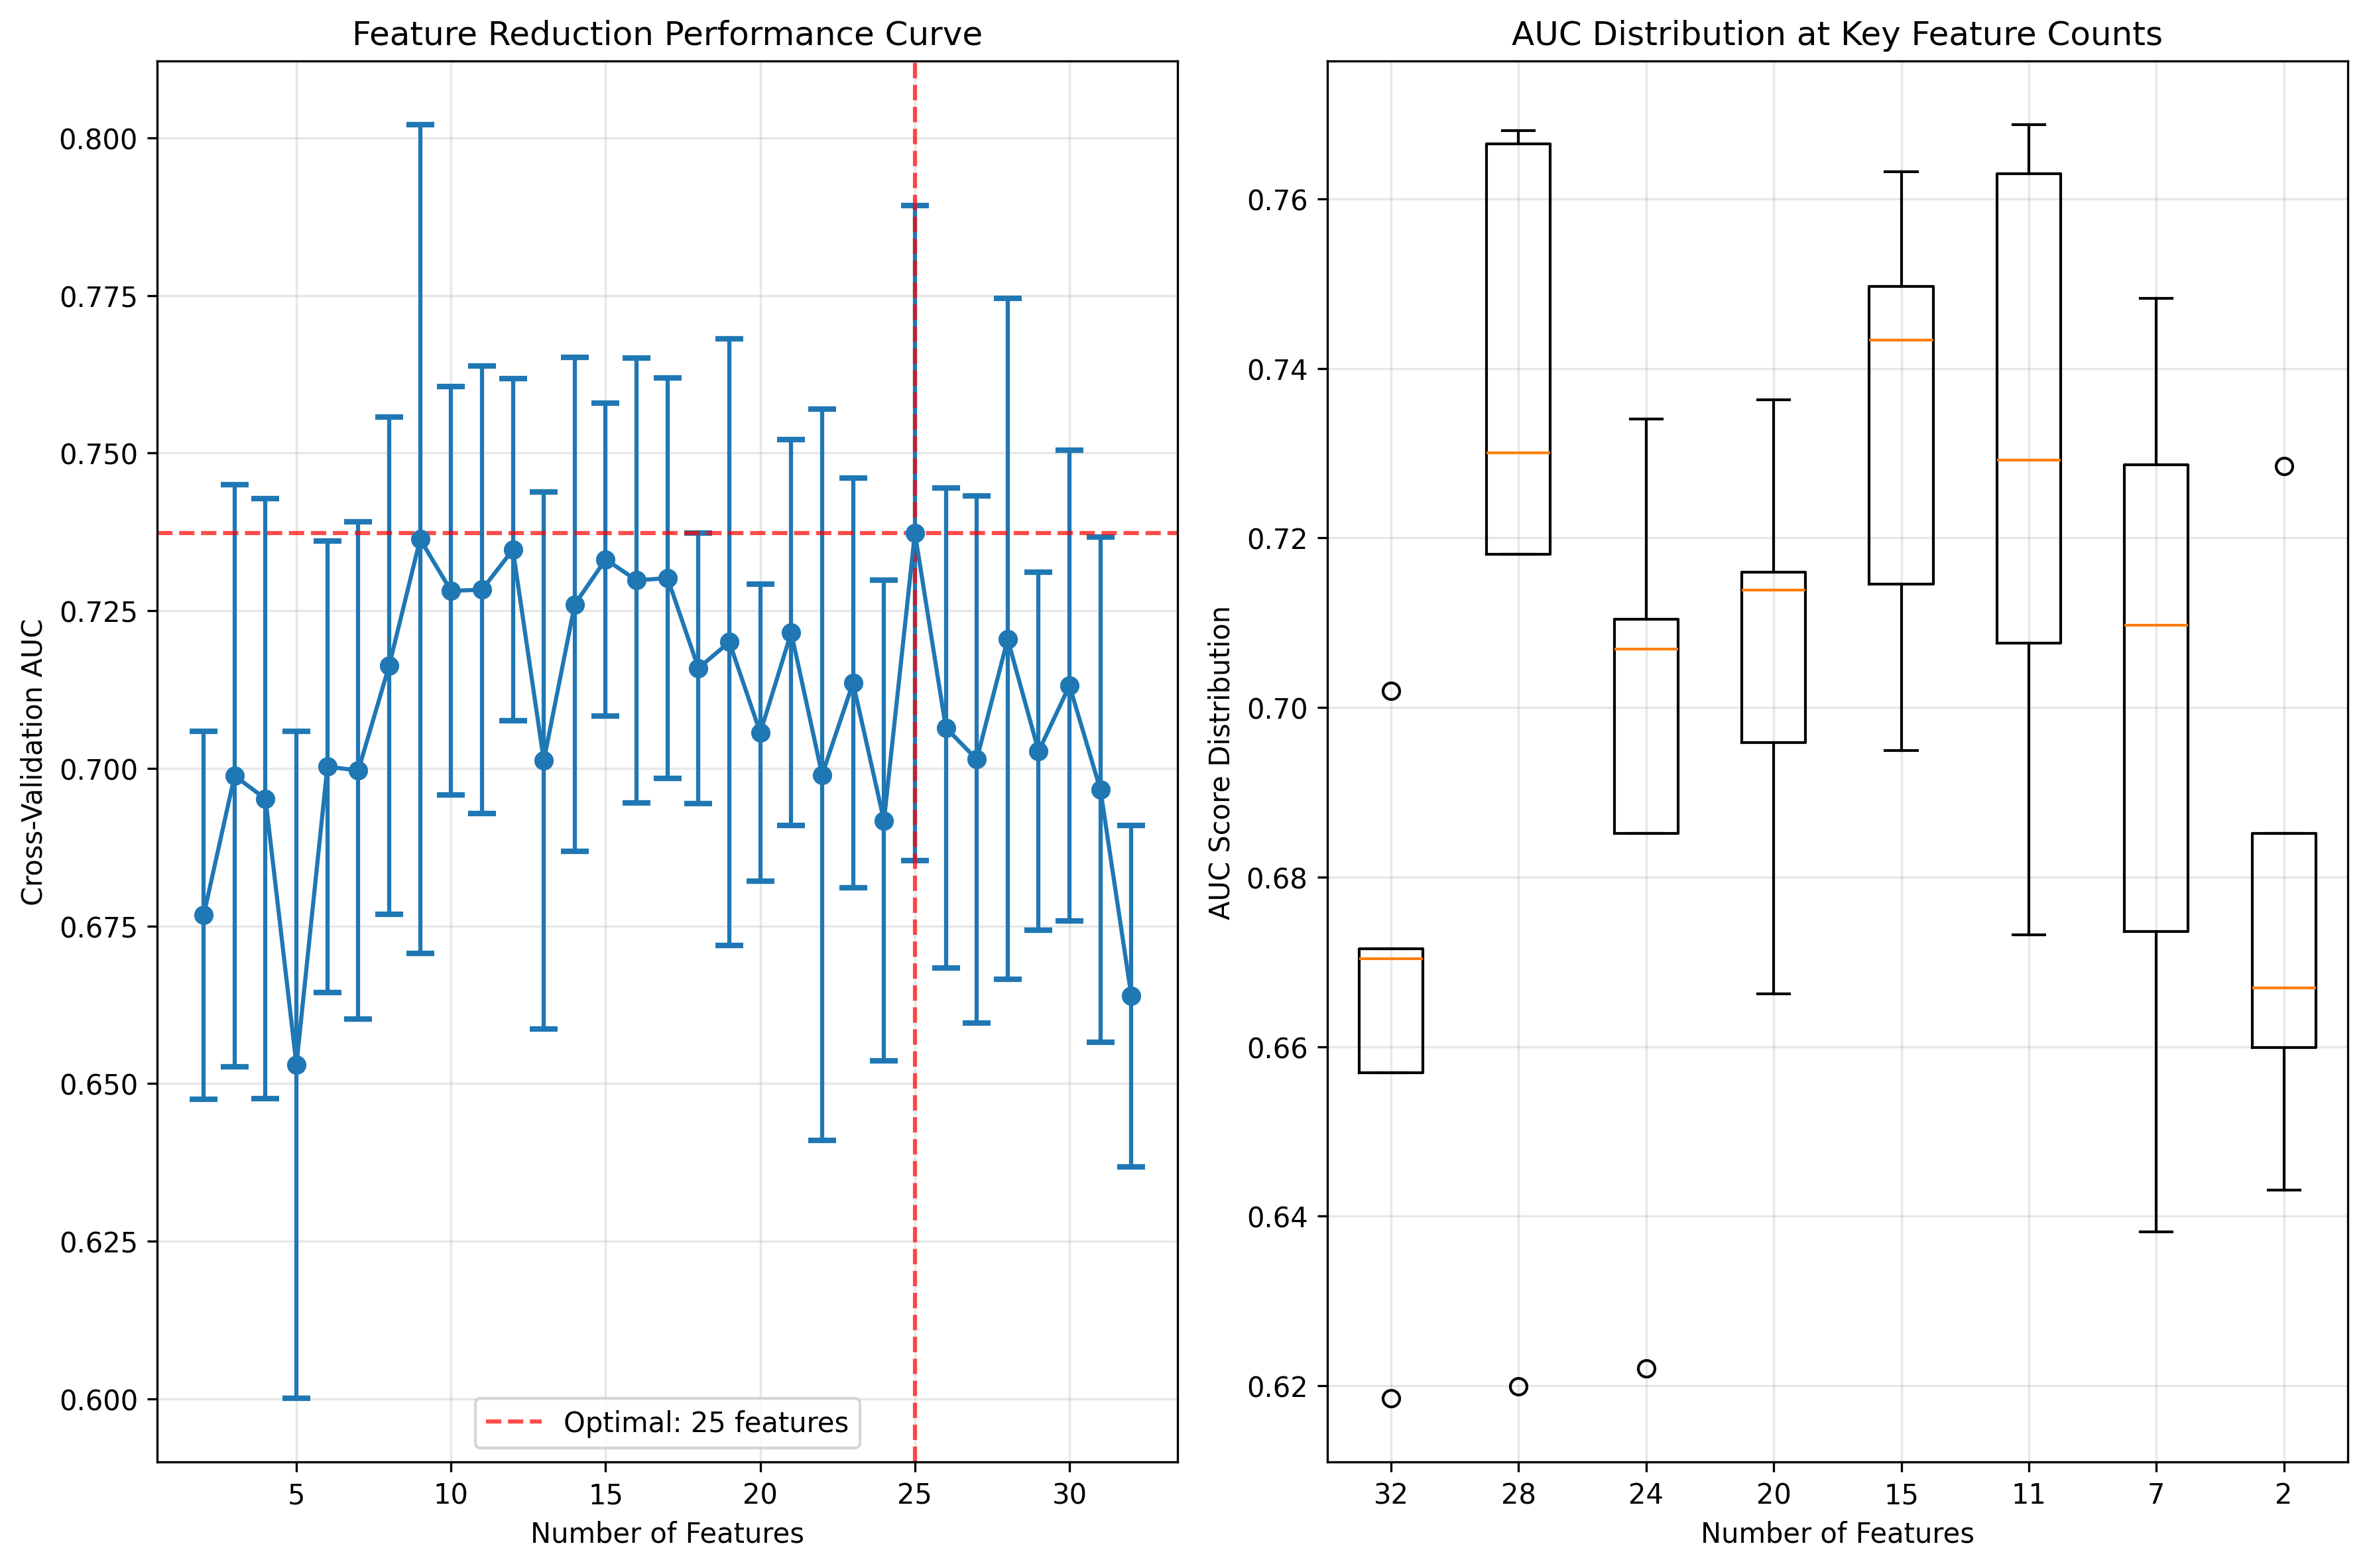 Feature Reduction Performance Curve
Cross-Validation AUC
0.800
0.775
0.750
0.725
0.700
0.675
0.650
0.625
0.600
Optimal: 25 features
5 10 15 20 25 30
Number of Features
AUC Distribution at Key Feature Counts
AUC Score Distribution
0.76
0.74
0.72
0.70
0.68
0.66
0.64
0.62
32 28 24 20 15 11 7 2
Number of Features